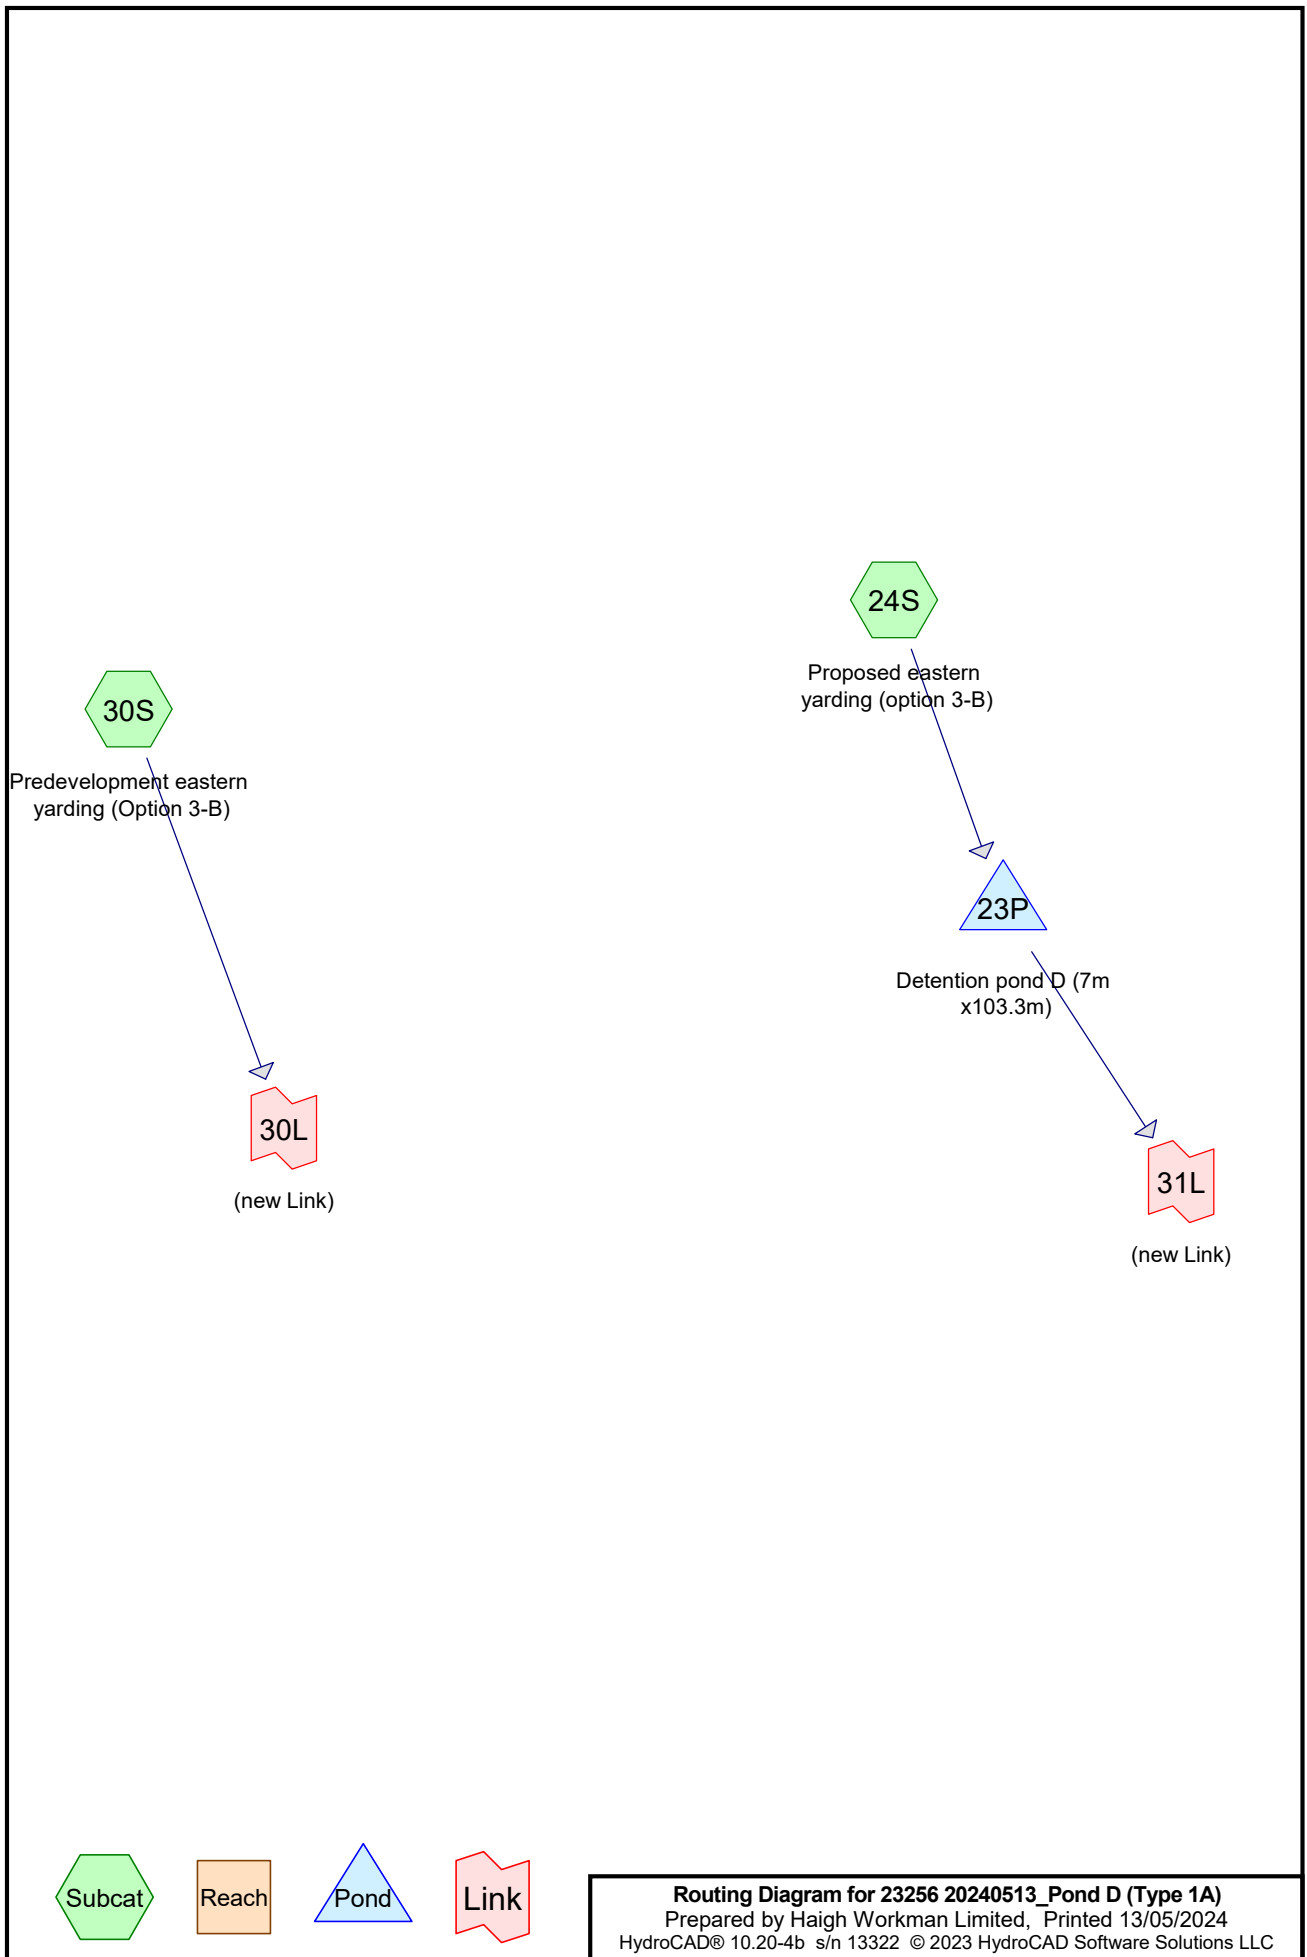 24S
Proposed eastern
yarding (option 3-B)
30S
Predevelopment eastern
yarding (Option 3-B)
23P
Detention pond D (7m
x103.3m)
30L
(new Link)
31L
(new Link)
Subcat
Reach
Pond
Link
Routing Diagram for 23256 20240513_Pond D (Type 1A)
Prepared by Haigh Workman Limited, Printed 13/05/2024
HydroCAD® 10.20-4b s/n 13322 © 2023 HydroCAD Software Solutions LLC